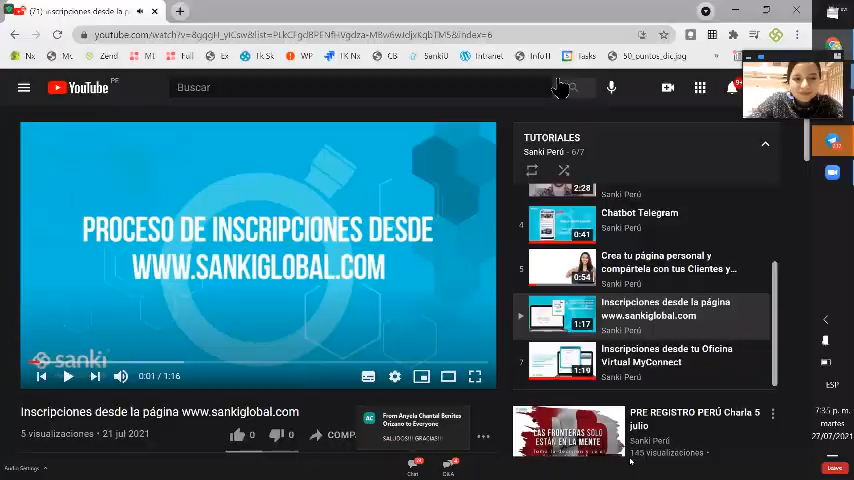 (71) Inscripciones desde la p
youtube.com/watch?v=8gqgH_yICsw&list=PLkCFgdBPENfHVgdza-MBw6wJdjxKqbTM5&index=6
Nx
Mc
Zend
Mt
Full
Ex
Tk Sk
WP
TK Nx
CB
SankiU
Intranet
InfoH
Tasks
50_puntos_dic.jpg
YouTube PE
Buscar
9+
PROCESO DE INSCRIPCIONES DESDE
WWW.SANKIGLOBAL.COM
sanki
0:01 / 1:16
Inscripciones desde la página www.sankiglobal.com
5 visualizaciones • 21 jul 2021
0
0
COMP
AC
From Anyela Chantal Benites
Orizano to Everyone
SALUDOS!!! GRACIAS!!!
TUTORIALES
Sanki Perú - 6/7
2:28
Sanki Perú
4
0:41
Chatbot Telegram
Sanki Perú
5
0:54
Crea tu página personal y
compártela con tus Clientes y...
Sanki Perú
1:17
Inscripciones desde la página
www.sankiglobal.com
Sanki Perú
7
1:19
Inscripciones desde tu Oficina
Virtual MyConnect
Sanki Perú
LAS FRONTERAS SOLO
ESTÁN EN LA MENTE
PRE REGISTRO PERÚ Charla 5
julio
Sanki Perú
145 visualizaciones •
ESP
7:35 p. m.
martes
27/07/2021
Audio Settings
Chat
Q&A
Leave